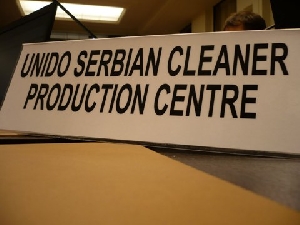 UNIDO SERBIAN CLEANER
PRODUCTION CENTRE